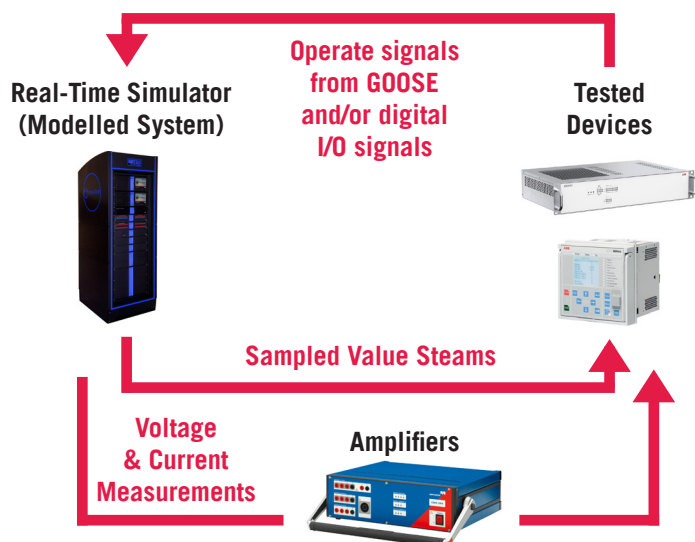 Operate signals
from GOOSE
and/or digital
I/O signals
Real-Time Simulator
(Modelled System)
Tested
Devices
Sampled Value Steams
Voltage
& Current
Measurements
Amplifiers